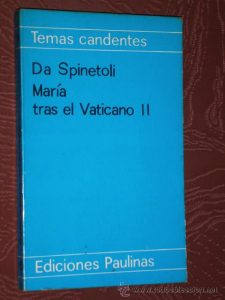 Temas candentes
Da Spinetoli
María
tras el Vaticano II
Ediciones Paulinas